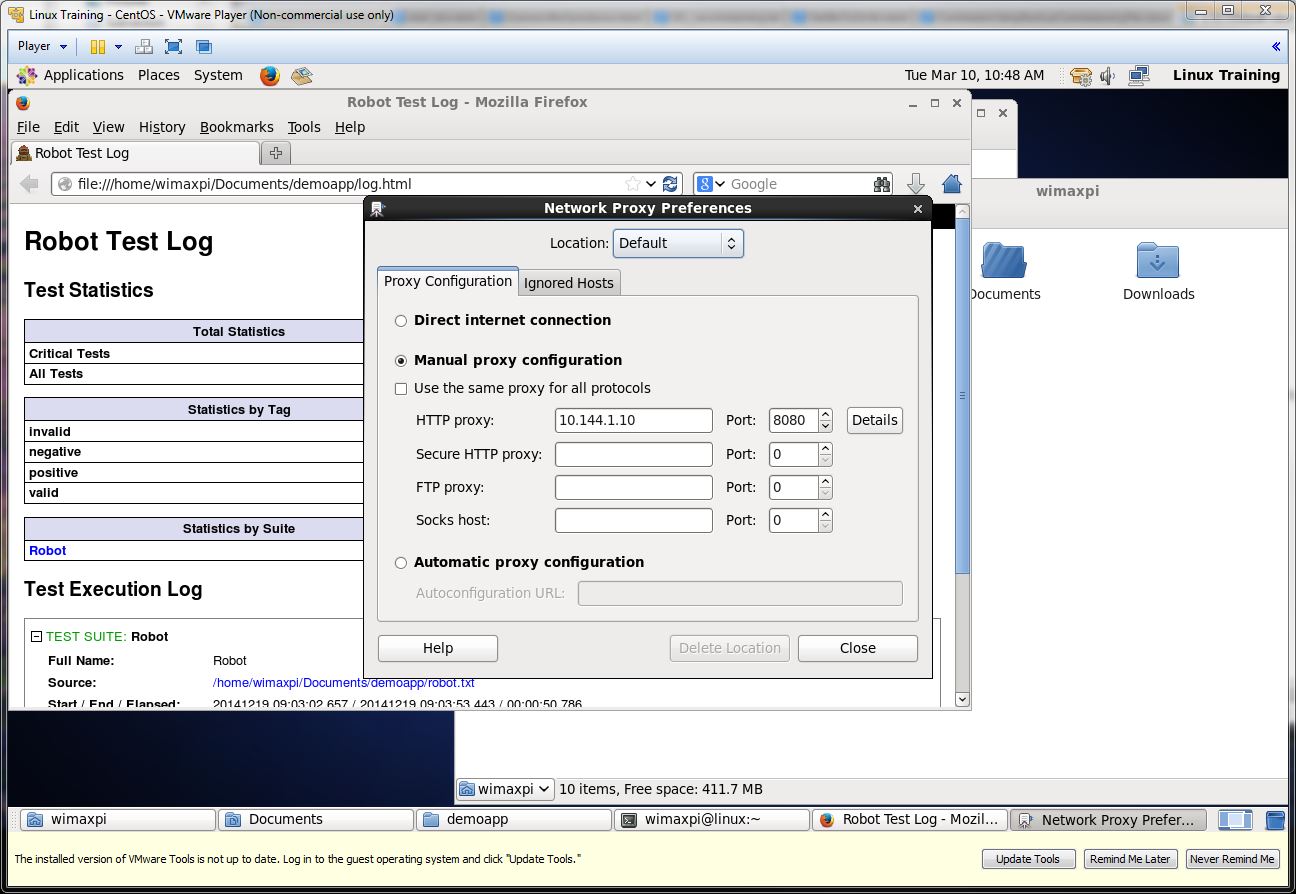 Linux Training - CentOS - VMware Player (Non-commercial use only)
Player
Applications Places System Tue Mar 10, 10:48 AM Linux Training
Robot Test Log - Mozilla Firefox
File Edit View History Bookmarks Tools Help
Robot Test Log
file:///home/wimaxpi/Documents/demoapp/log.html
Google
wimaxpi
Documents
Downloads
Robot Test Log
Test Statistics
Total Statistics
Critical Tests
All Tests
Statistics by Tag
invalid
negative
positive
valid
Statistics by Suite
Robot
Test Execution Log
TEST SUITE: Robot
Full Name: Robot
Source: /home/wimaxpi/Documents/demoapp/robot.txt
Start / End / Elapsed: 20141219 09:03:02.657 / 20141219 09:03:53.443 / 00:00:50.786
Network Proxy Preferences
Location: Default
Proxy Configuration Ignored Hosts
Direct internet connection
Manual proxy configuration
Use the same proxy for all protocols
HTTP proxy: 10.144.1.10 Port: 8080 Details
Secure HTTP proxy: Port: 0
FTP proxy: Port: 0
Socks host: Port: 0
Automatic proxy configuration
Autoconfiguration URL:
Help Delete Location Close
wimaxpi 10 items, Free space: 411.7 MB
wimaxpi Documents demoapp wimaxpi@linux:~ Robot Test Log - Mozil... Network Proxy Prefer...
The installed version of VMware Tools is not up to date. Log in to the guest operating system and click "Update Tools."
Update Tools Remind Me Later Never Remind Me